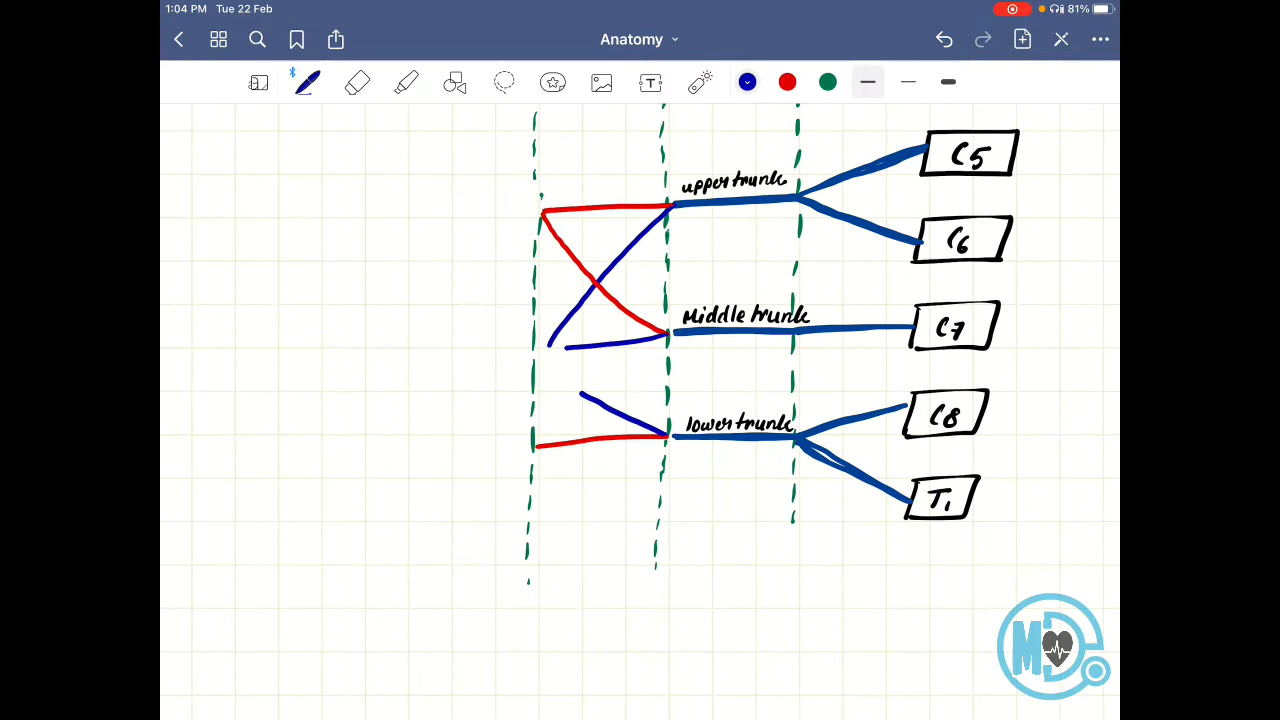 1:04 PM Tue 22 Feb
81%
Anatomy
T
C5
upper trunk
C6
Middle trunk
C7
lower trunk
C8
T1
MD